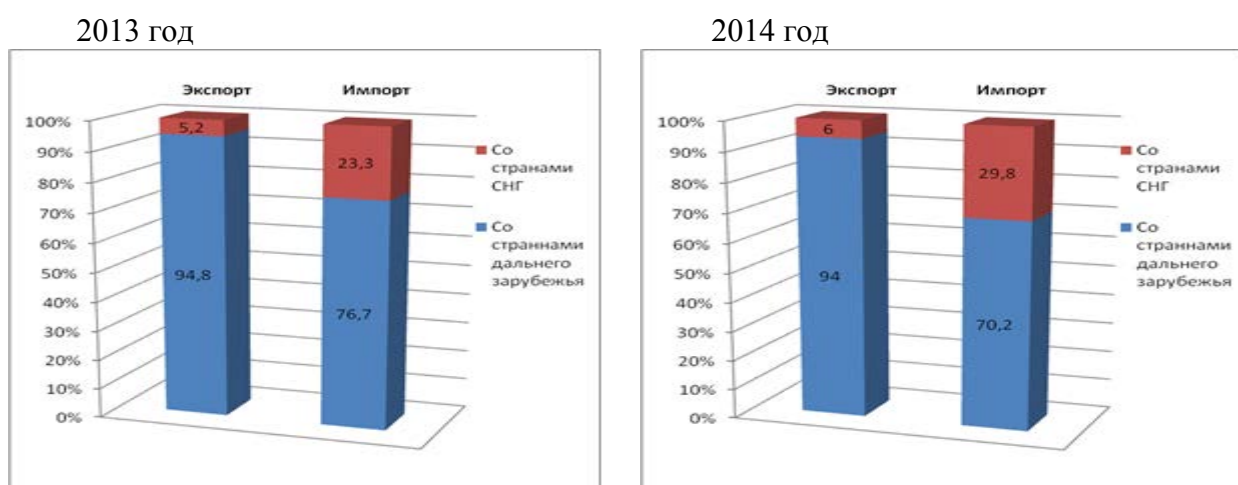 2013 год
Экспорт
Импорт
100%
90%
80%
70%
60%
50%
40%
30%
20%
10%
0%
5,2
23,3
94,8
76,7
Со
странами
СНГ
Со
страннами
дальнего
зарубежья
2014 год
Экспорт
Импорт
100%
90%
80%
70%
60%
50%
40%
30%
20%
10%
0%
6
29,8
94
70,2
Со
странами
СНГ
Со
страннами
дальнего
зарубежья